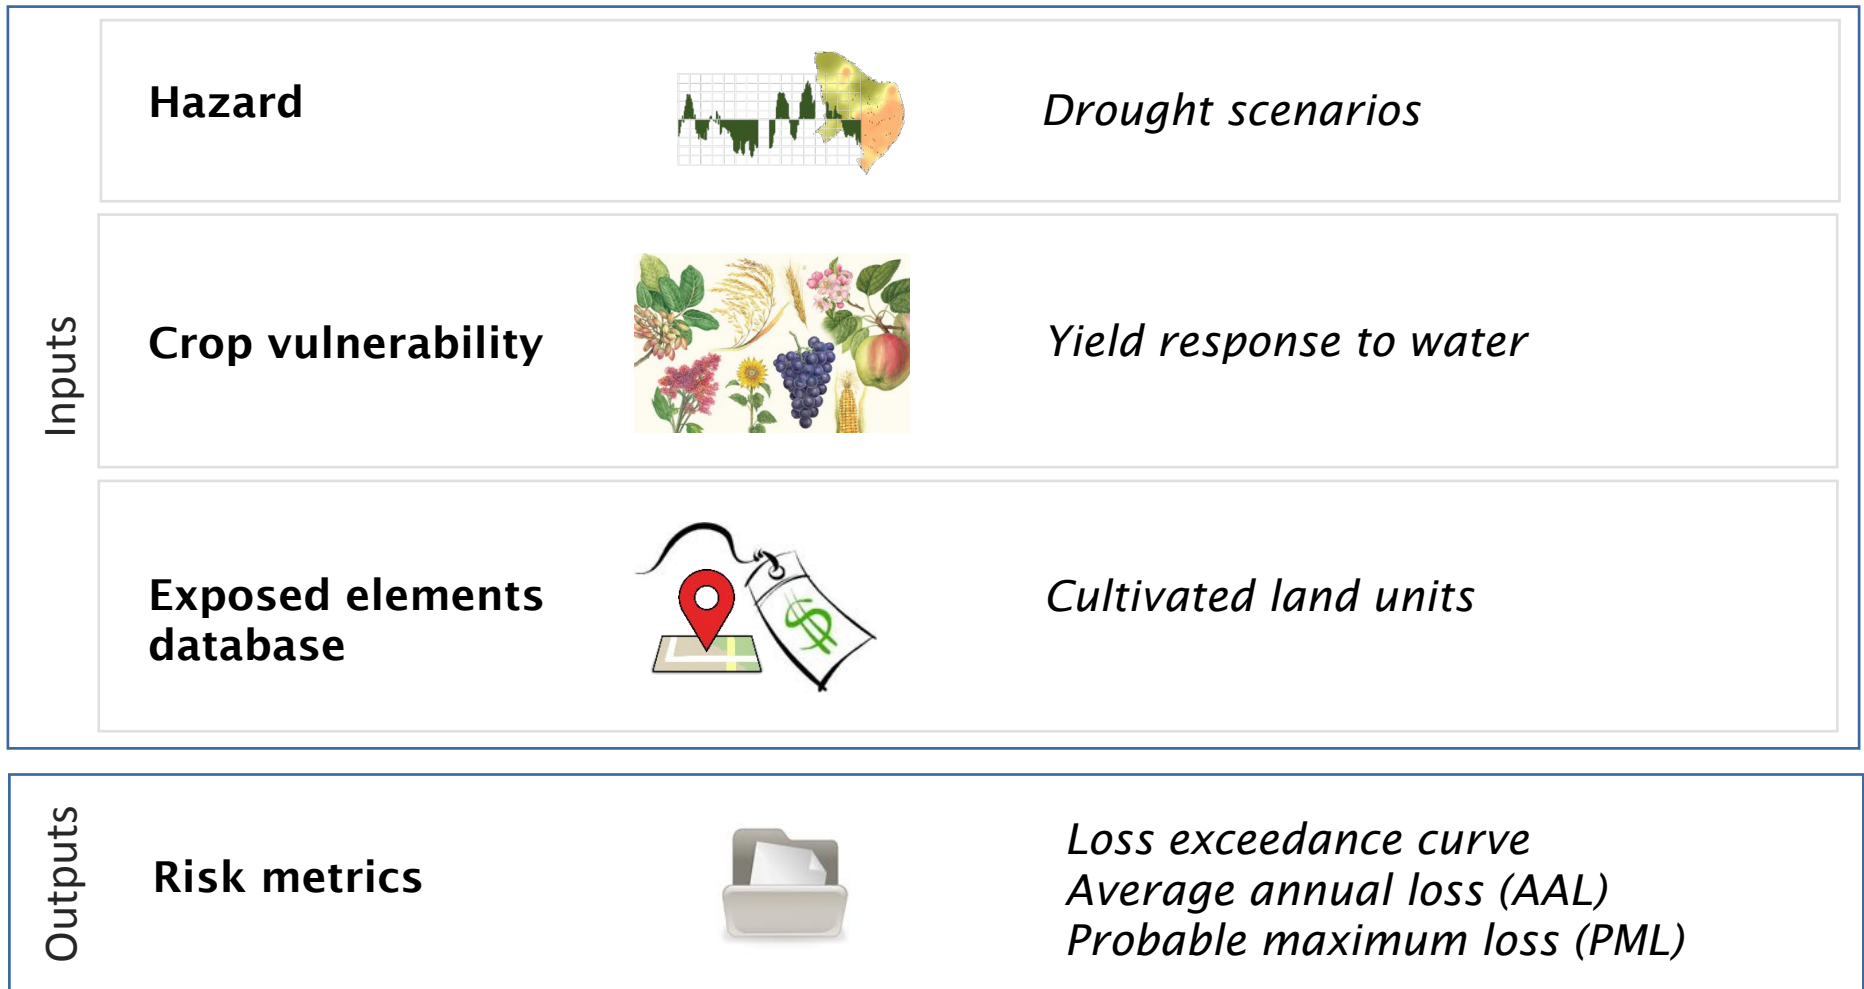 Inputs
Hazard
Drought scenarios
Crop vulnerability
Yield response to water
Exposed elements
database
$
Cultivated land units
Outputs
Risk metrics
Loss exceedance curve
Average annual loss (AAL)
Probable maximum loss (PML)